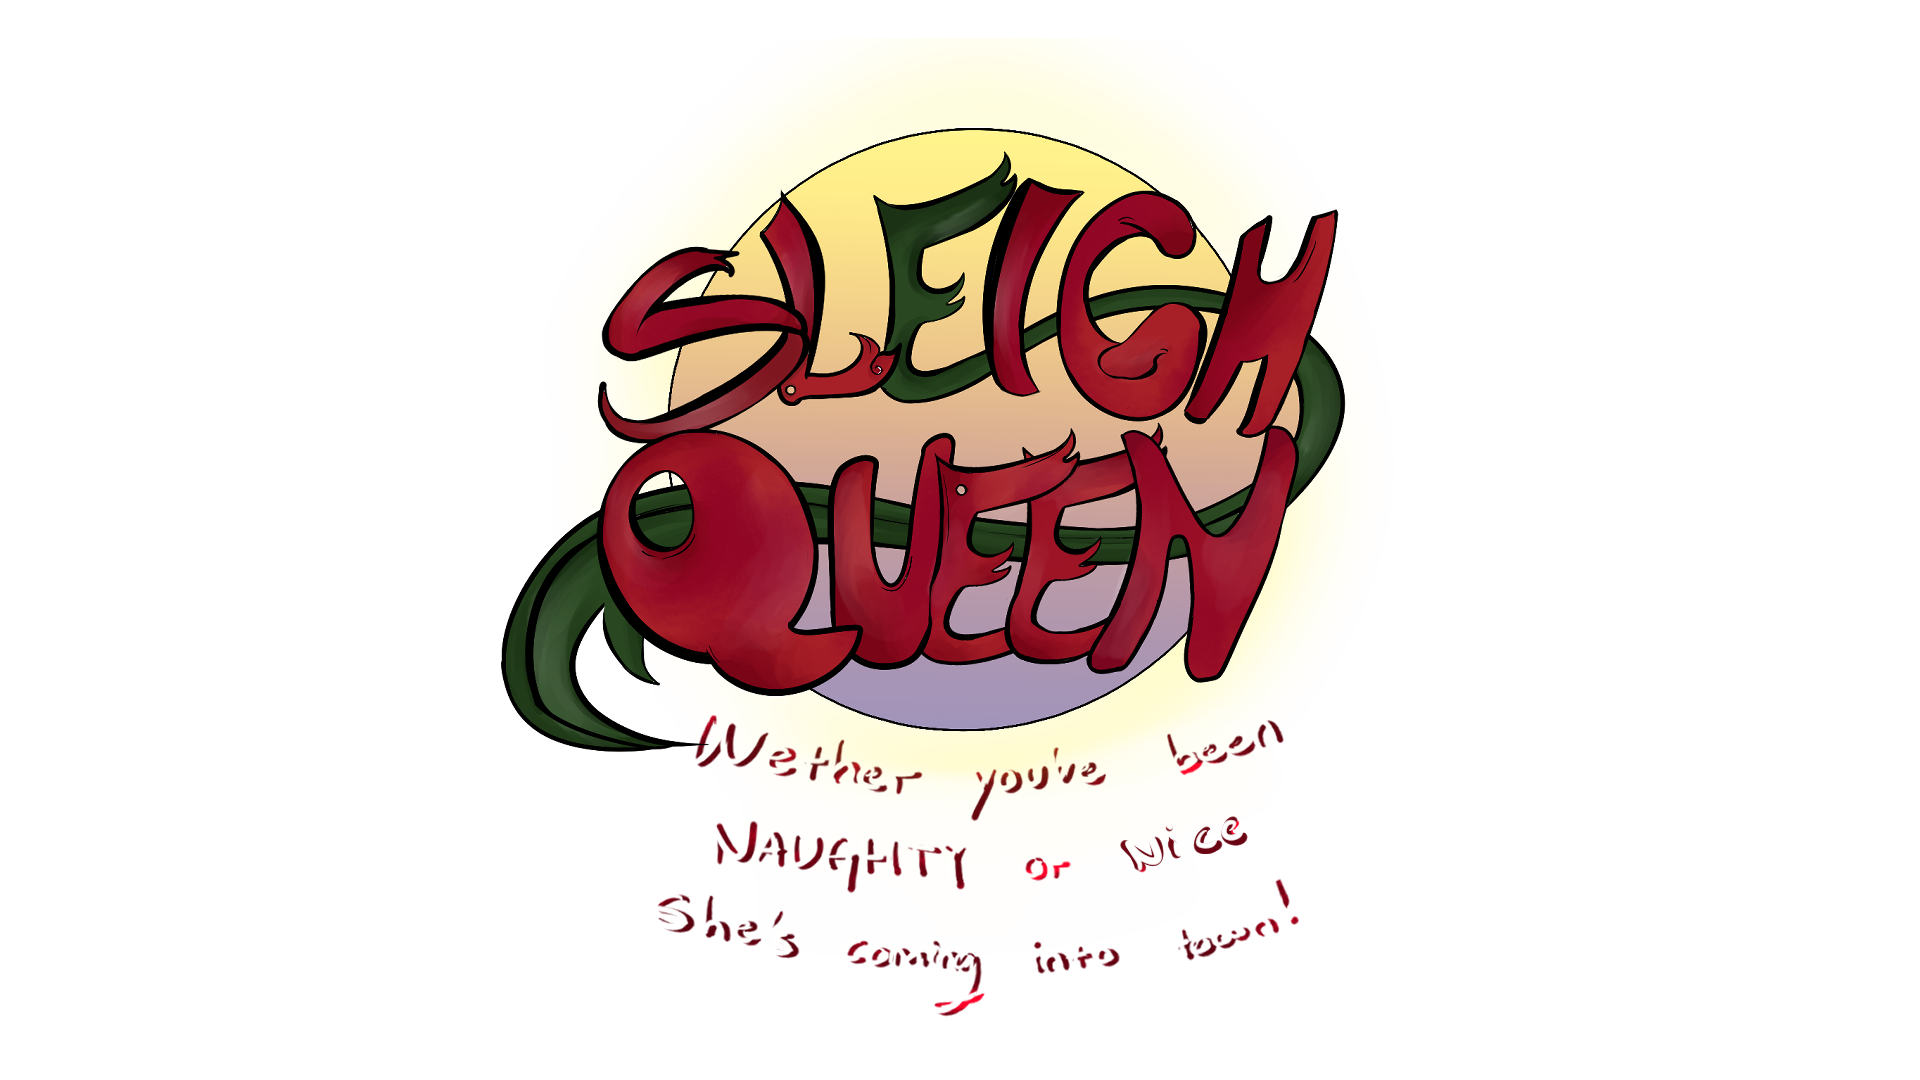 SLEIGH
QUEEN
Wether you've been
NAUGHTY or Nice
She's coming into town!